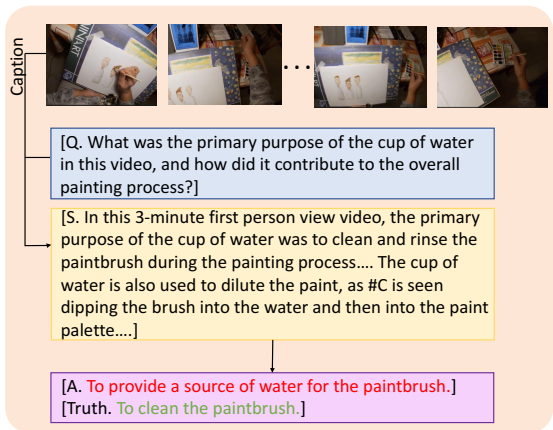 Caption
[Q. What was the primary purpose of the cup of water
in this video, and how did it contribute to the overall
painting process?]
[S. In this 3-minute first person view video, the primary
purpose of the cup of water was to clean and rinse the
paintbrush during the painting process.... The cup of
water is also used to dilute the paint, as #C is seen
dipping the brush into the water and then into the paint
palette....]
[A. To provide a source of water for the paintbrush.]
[Truth. To clean the paintbrush.]